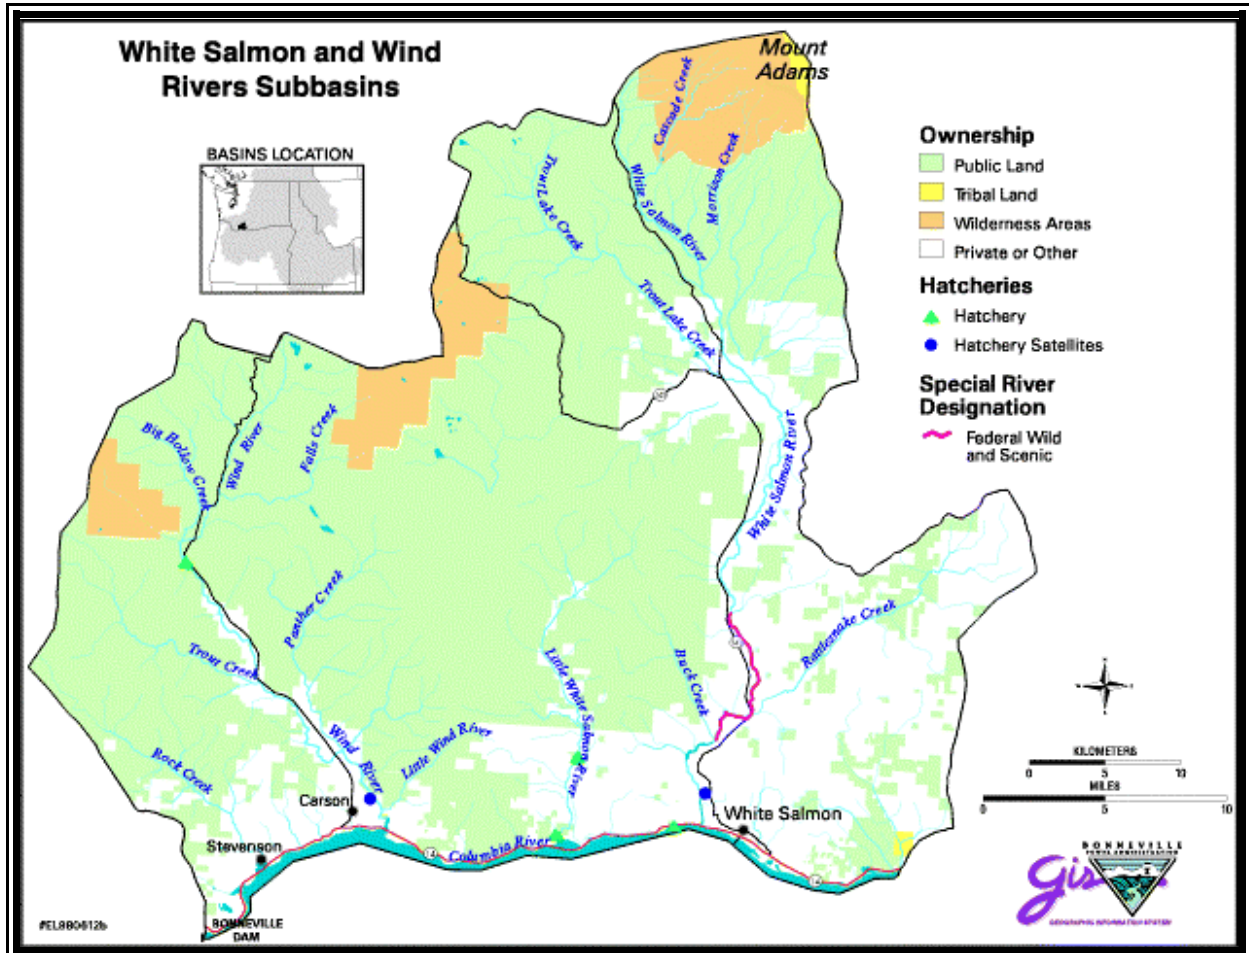 White Salmon and Wind
Rivers Subbasins
BASINS LOCATION
Mount
Adams
Cascade Creek
Morrison Creek
White Salmon River
Trout Lake Creek
Trout Lake Creek
White Salmon River
Big Hollow Creek
Wind River
Falls Creek
Panther Creek
Trout Creek
Wind River
Little Wind River
Little White Salmon River
Buck Creek
Rattlesnake Creek
Rock Creek
Carson
Stevenson
White Salmon
Columbia River
14
14
BONNEVILLE
DAM
#EL980612b
Ownership
Public Land
Tribal Land
Wilderness Areas
Private or Other
Hatcheries
Hatchery
Hatchery Satellites
Special River
Designation
Federal Wild
and Scenic
KILOMETERS
0 5 10
MILES
0 5 10
BONNEVILLE
POWER ADMINISTRATION
Gis
GEOGRAPHIC INFORMATION SYSTEM